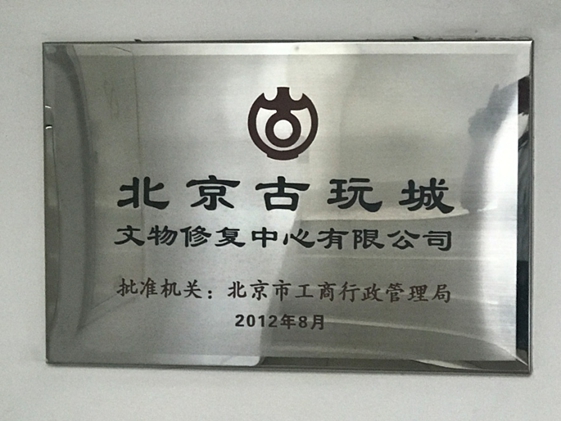 北京古玩城
文物修复中心有限公司
批准机关：北京市工商行政管理局
2012年8月